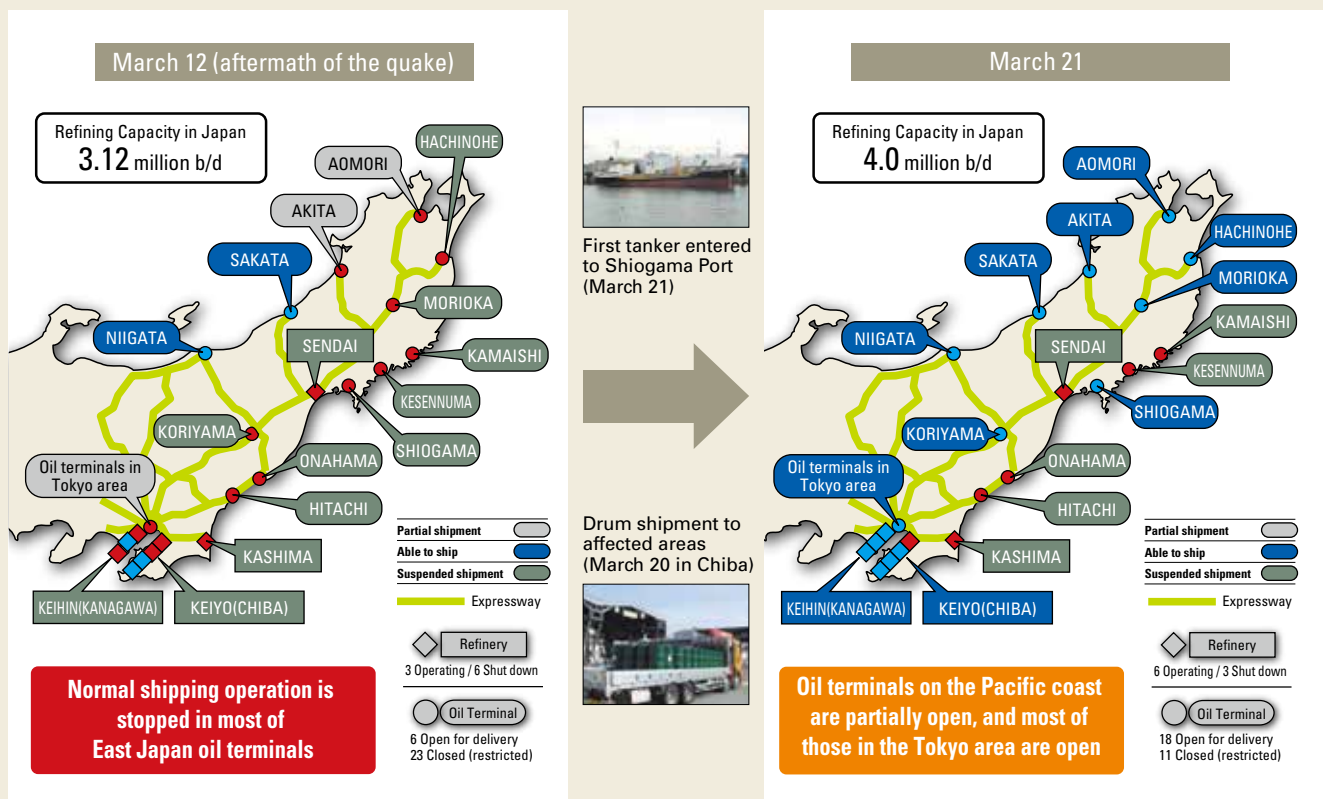 March 12 (aftermath of the quake)
Refining Capacity in Japan
3.12 million b/d
HACHINOHE
AOMORI
AKITA
SAKATA
MORIOKA
NIIGATA
SENDAI
KAMAISHI
KESENNUMA
KORIYAMA
SHIOGAMA
ONAHAMA
Oil terminals in
Tokyo area
HITACHI
KASHIMA
KEIHIN(KANAGAWA)
KEIYO(CHIBA)
Partial shipment
Able to ship
Suspended shipment
Expressway
Refinery
3 Operating / 6 Shut down
Oil Terminal
6 Open for delivery
23 Closed (restricted)
Normal shipping operation is
stopped in most of
East Japan oil terminals
First tanker entered
to Shiogama Port
(March 21)
Drum shipment to
affected areas
(March 20 in Chiba)
March 21
Refining Capacity in Japan
4.0 million b/d
AOMORI
AKITA
HACHINOHE
SAKATA
MORIOKA
KAMAISHI
NIIGATA
SENDAI
KESENNUMA
SHIOGAMA
KORIYAMA
ONAHAMA
Oil terminals in
Tokyo area
HITACHI
KASHIMA
KEIHIN(KANAGAWA)
KEIYO(CHIBA)
Partial shipment
Able to ship
Suspended shipment
Expressway
Refinery
6 Operating / 3 Shut down
Oil Terminal
18 Open for delivery
11 Closed (restricted)
Oil terminals on the Pacific coast
are partially open, and most of
those in the Tokyo area are open